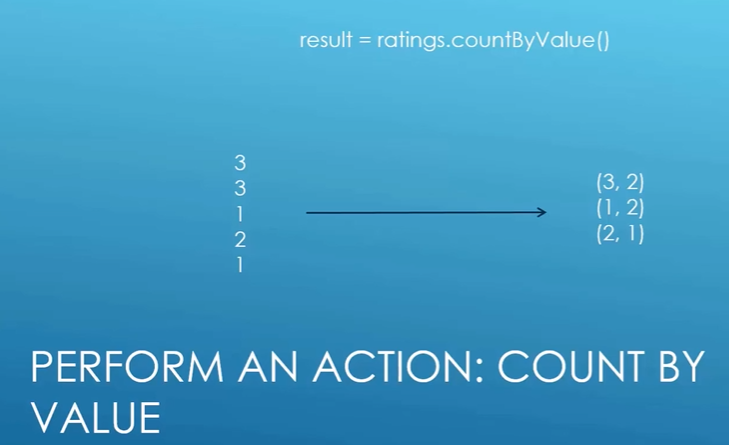 result = ratings.countByValue()
3
3
1
2
1
(3, 2)
(1, 2)
(2, 1)
PERFORM AN ACTION: COUNT BY
VALUE